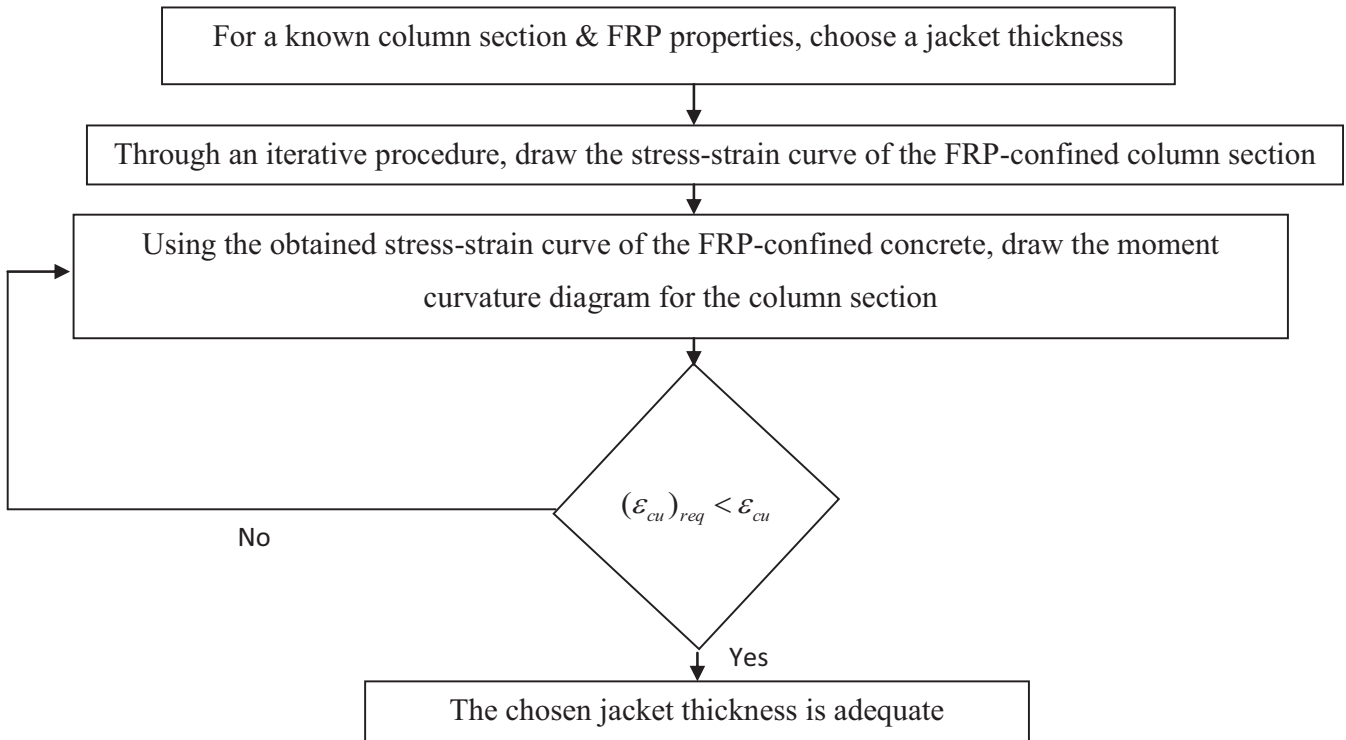 For a known column section & FRP properties, choose a jacket thickness
Through an iterative procedure, draw the stress-strain curve of the FRP-confined column section
Using the obtained stress-strain curve of the FRP-confined concrete, draw the moment
curvature diagram for the column section
(ε_cu)_req < ε_cu
No
Yes
The chosen jacket thickness is adequate